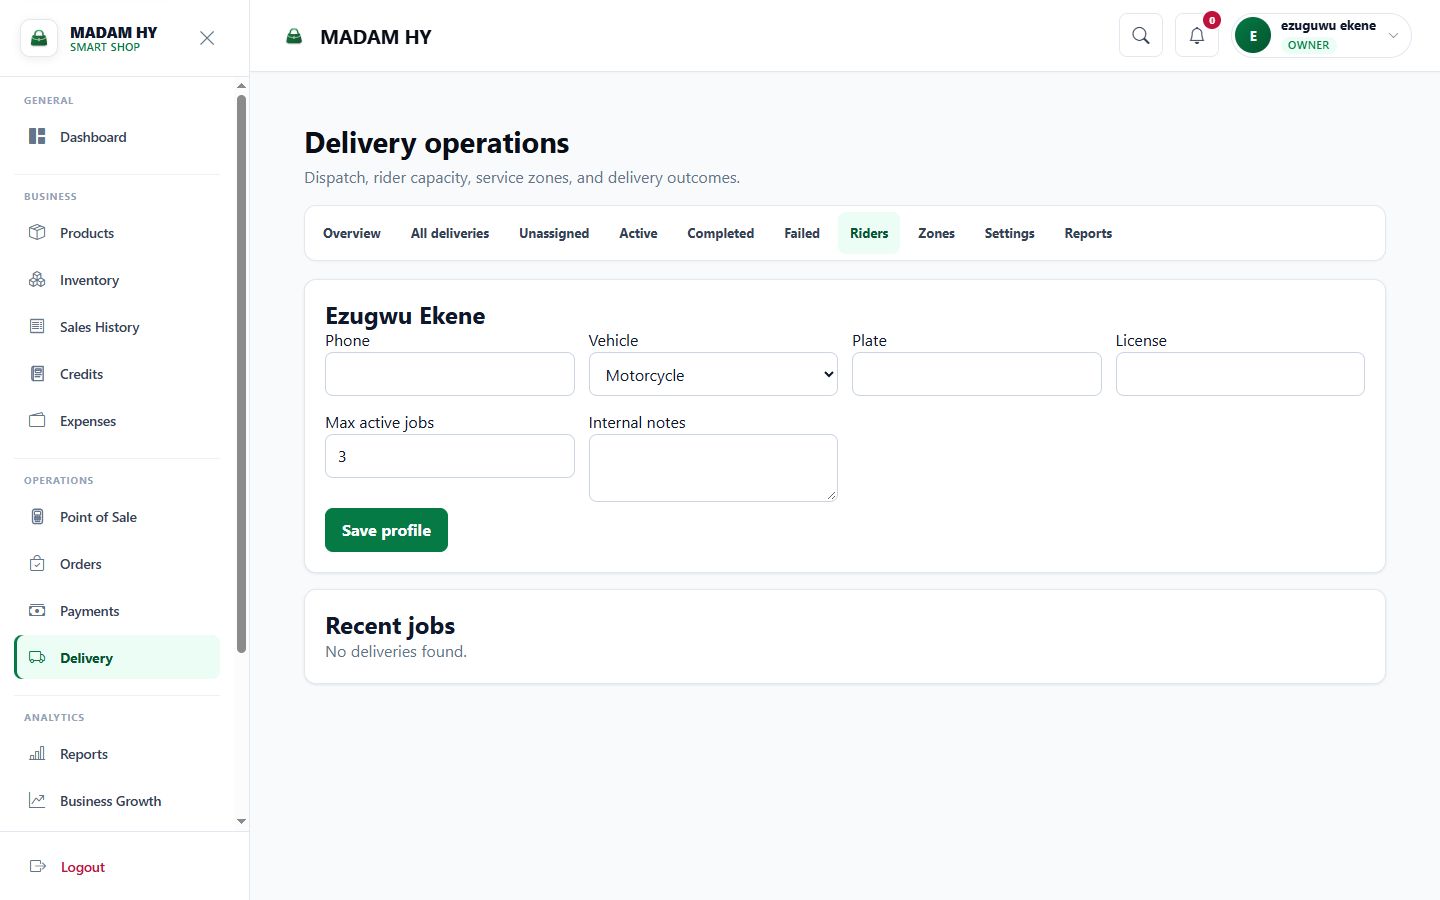 MADAM HY
SMART SHOP
GENERAL
Dashboard
BUSINESS
Products
Inventory
Sales History
Credits
Expenses
OPERATIONS
Point of Sale
Orders
Payments
Delivery
ANALYTICS
Reports
Business Growth
Logout
MADAM HY
0
E
ezuguwu ekene
OWNER
Delivery operations
Dispatch, rider capacity, service zones, and delivery outcomes.
Overview All deliveries Unassigned Active Completed Failed Riders Zones Settings Reports
Ezugwu Ekene
Phone Vehicle Plate License
Motorcycle
Max active jobs Internal notes
3
Save profile
Recent jobs
No deliveries found.